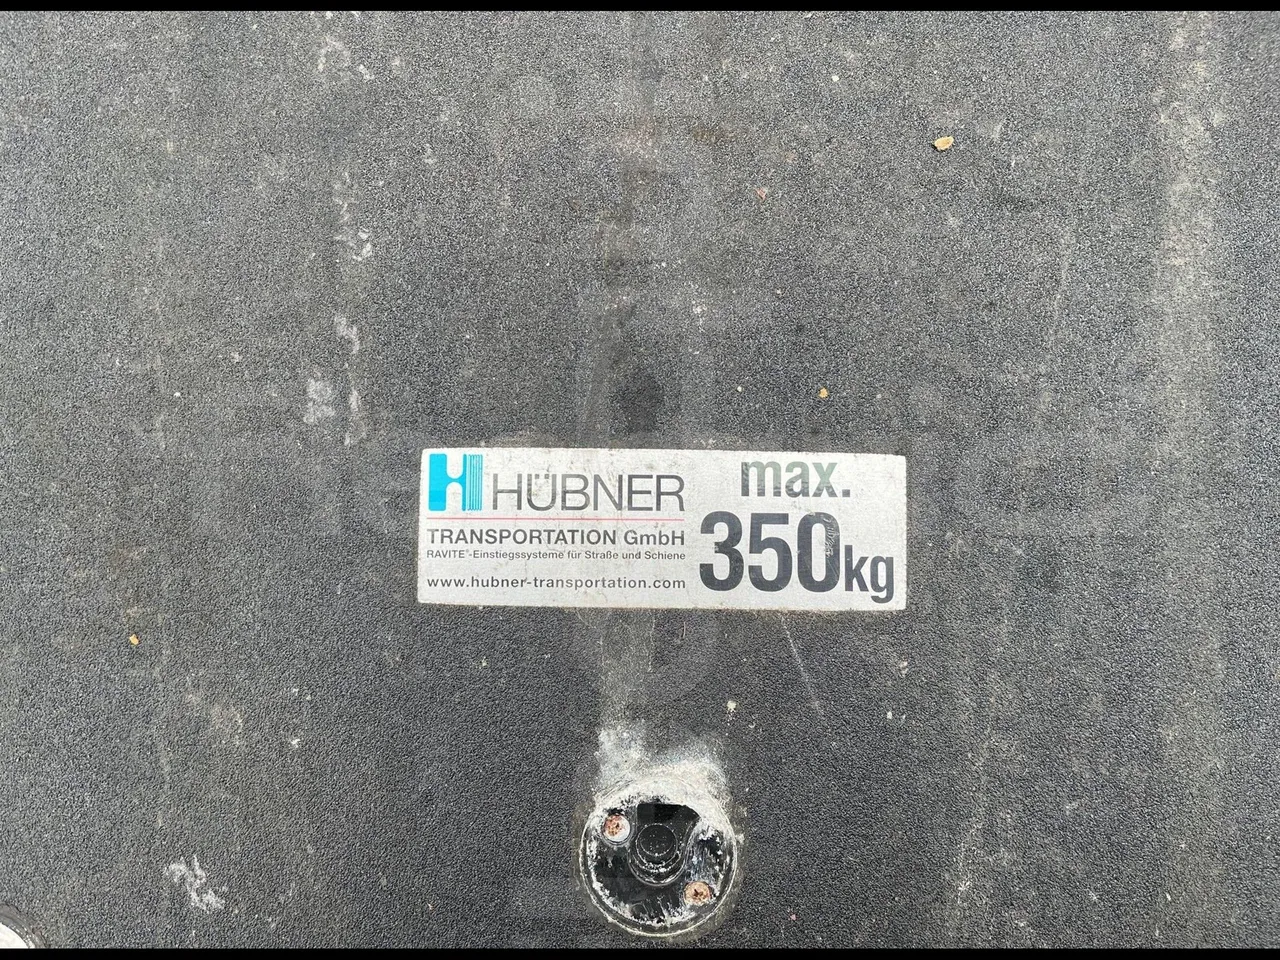 HÜBNER
TRANSPORTATION GmbH
RAVITE®-Einstiegssysteme für Straße und Schiene
www.hubner-transportation.com
max.
350kg